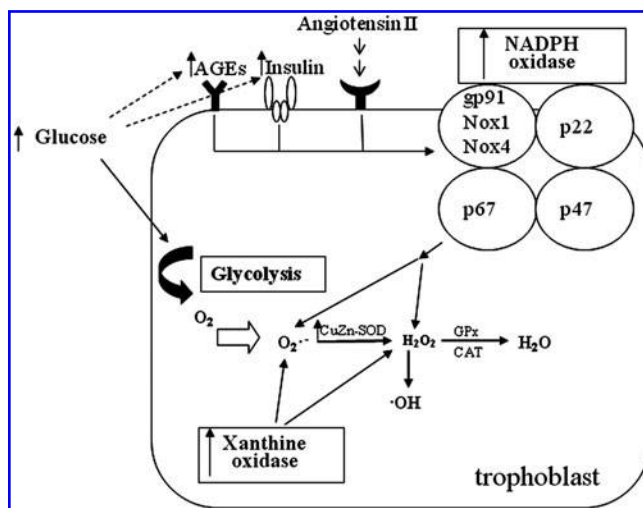 Angiotensin II
NADPH
oxidase
AGEs
Insulin
gp91
Nox1
Nox4
p22
Glucose
p67
p47
Glycolysis
O₂
O₂·-
CuZn-SOD
H₂O₂
GPx
CAT
H₂O
·OH
Xanthine
oxidase
trophoblast